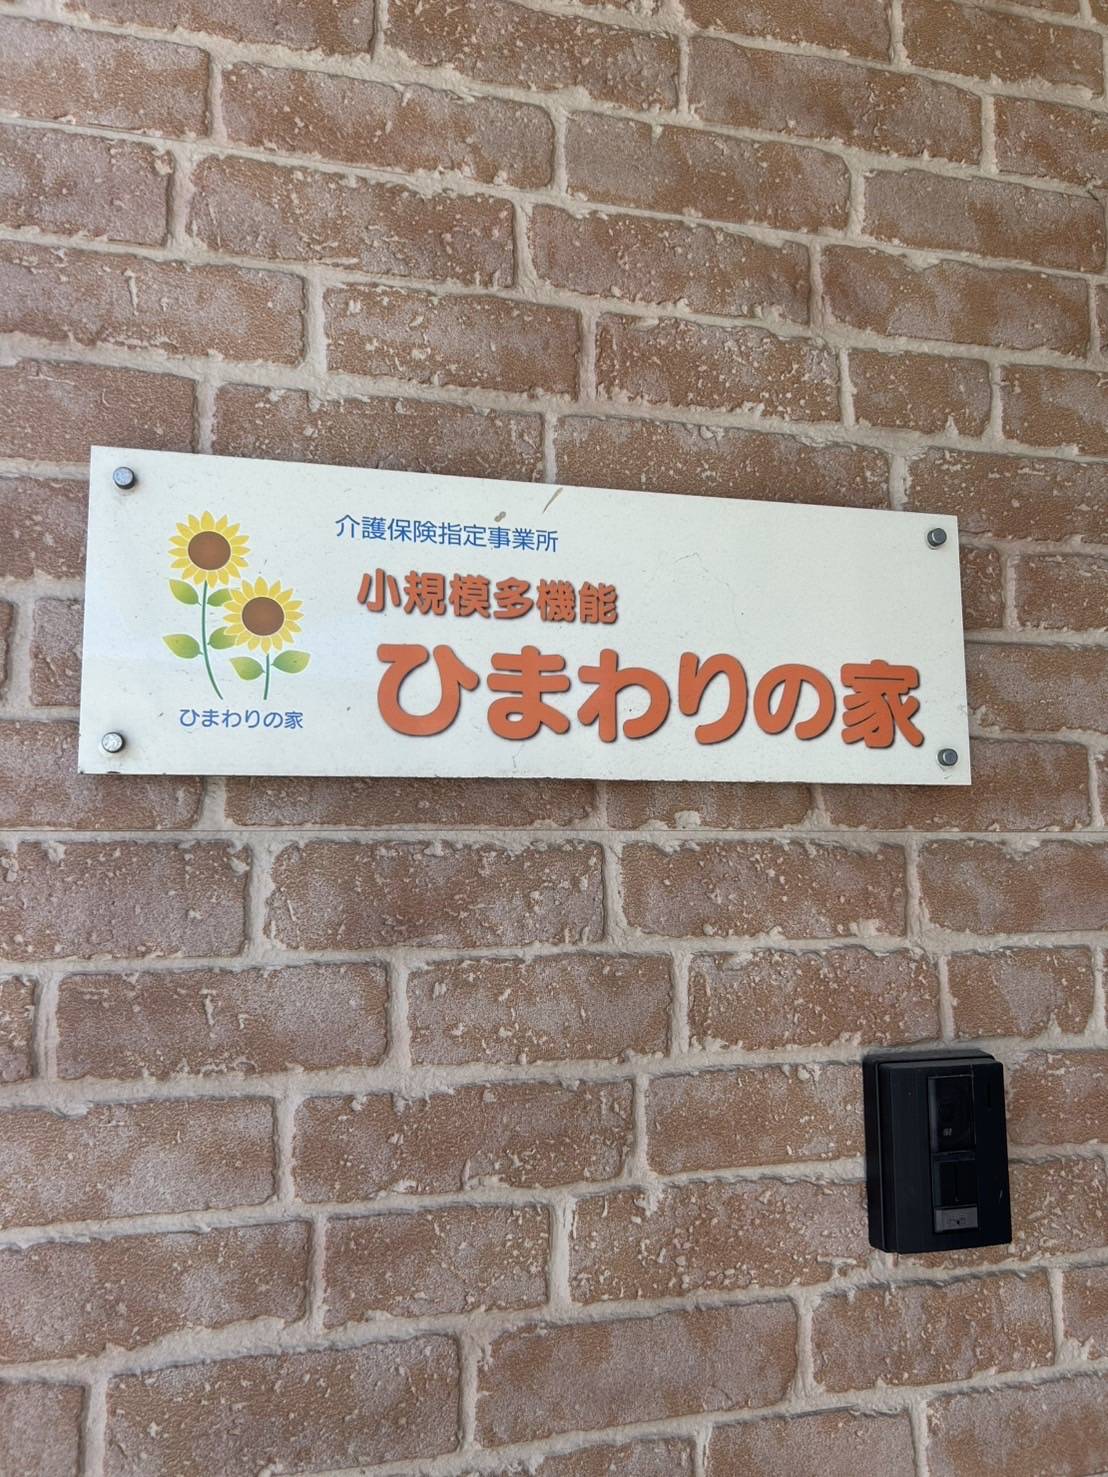 介護保険指定事業所
小規模多機能
ひまわりの家
ひまわりの家